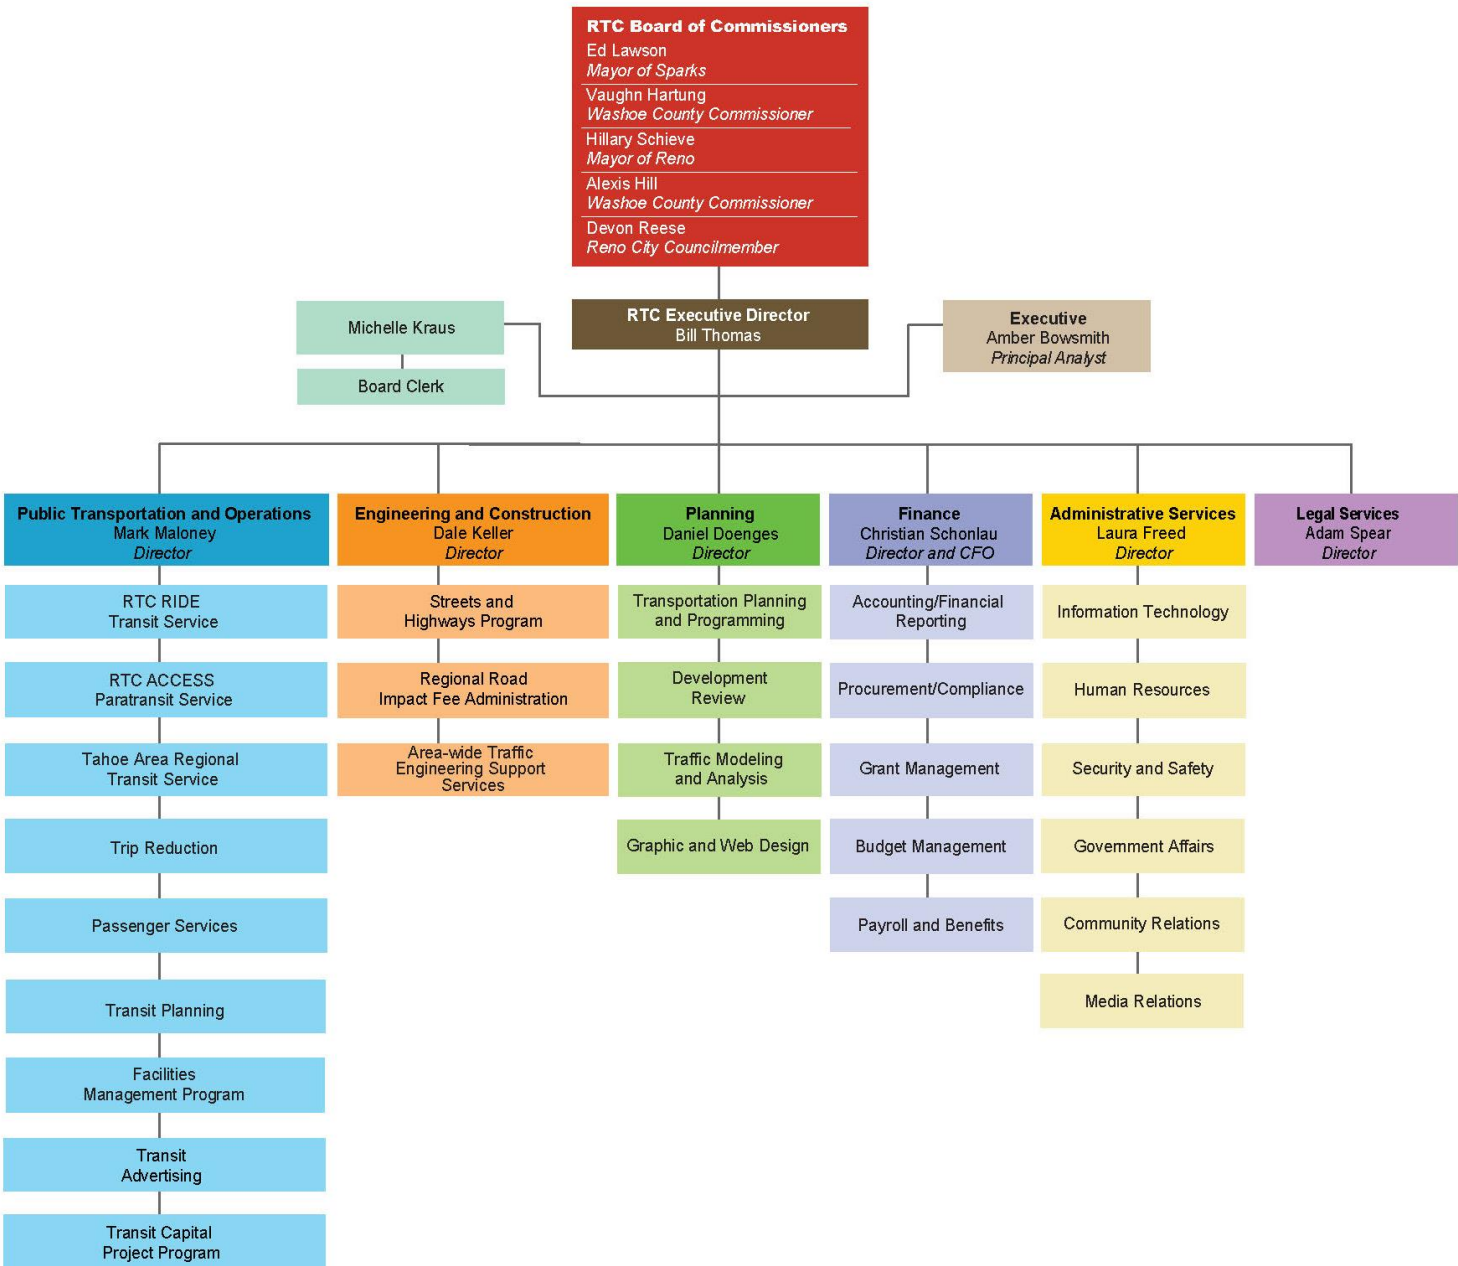 RTC Board of Commissioners
Ed Lawson
Mayor of Sparks
Vaughn Hartung
Washoe County Commissioner
Hillary Schieve
Mayor of Reno
Alexis Hill
Washoe County Commissioner
Devon Reese
Reno City Councilmember
Michelle Kraus
Board Clerk
RTC Executive Director
Bill Thomas
Executive
Amber Bowsmith
Principal Analyst
Public Transportation and Operations
Mark Maloney
Director
RTC RIDE
Transit Service
RTC ACCESS
Paratransit Service
Tahoe Area Regional
Transit Service
Trip Reduction
Passenger Services
Transit Planning
Facilities
Management Program
Transit
Advertising
Transit Capital
Project Program
Engineering and Construction
Dale Keller
Director
Streets and
Highways Program
Regional Road
Impact Fee Administration
Area-wide Traffic
Engineering Support
Services
Planning
Daniel Doenges
Director
Transportation Planning
and Programming
Development
Review
Traffic Modeling
and Analysis
Graphic and Web Design
Finance
Christian Schonlau
Director and CFO
Accounting/Financial
Reporting
Procurement/Compliance
Grant Management
Budget Management
Payroll and Benefits
Administrative Services
Laura Freed
Director
Information Technology
Human Resources
Security and Safety
Government Affairs
Community Relations
Media Relations
Legal Services
Adam Spear
Director